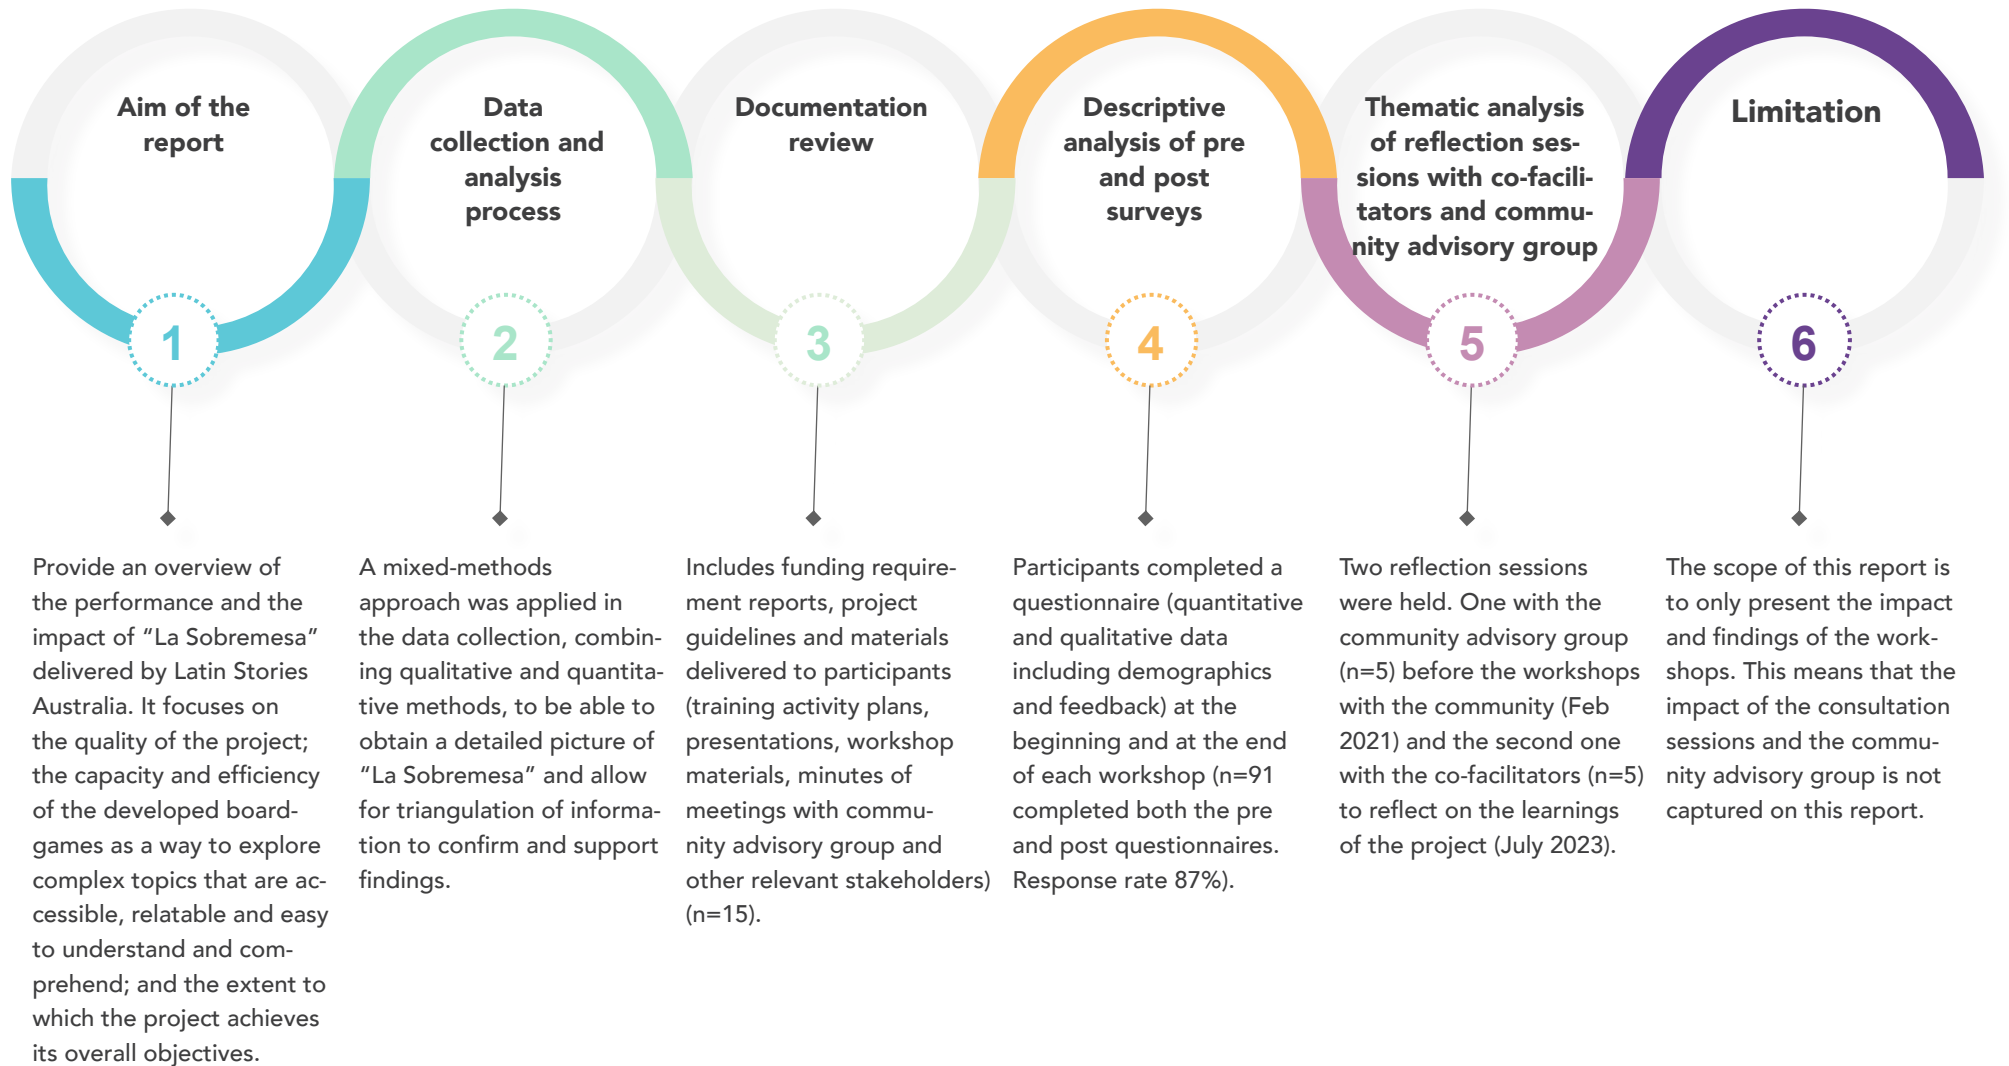 Aim of the
report
1
Provide an overview of
the performance and the
impact of “La Sobremesa”
delivered by Latin Stories
Australia. It focuses on
the quality of the project;
the capacity and efficiency
of the developed board-
games as a way to explore
complex topics that are ac-
cessible, relatable and easy
to understand and com-
prehend; and the extent to
which the project achieves
its overall objectives.
Data
collection and
analysis
process
2
A mixed-methods
approach was applied in
the data collection, combin-
ing qualitative and quantita-
tive methods, to be able to
obtain a detailed picture of
“La Sobremesa” and allow
for triangulation of informa-
tion to confirm and support
findings.
Documentation
review
3
Includes funding require-
ment reports, project
guidelines and materials
delivered to participants
(training activity plans,
presentations, workshop
materials, minutes of
meetings with commu-
nity advisory group and
other relevant stakeholders)
(n=15).
Descriptive
analysis of pre
and post
surveys
4
Participants completed a
questionnaire (quantitative
and qualitative data
including demographics
and feedback) at the
beginning and at the end
of each workshop (n=91
completed both the pre
and post questionnaires.
Response rate 87%).
Thematic analysis
of reflection ses-
sions with co-facili-
tators and commu-
nity advisory group
5
Two reflection sessions
were held. One with the
community advisory group
(n=5) before the workshops
with the community (Feb
2021) and the second one
with the co-facilitators (n=5)
to reflect on the learnings
of the project (July 2023).
Limitation
6
The scope of this report is
to only present the impact
and findings of the work-
shops. This means that the
impact of the consultation
sessions and the commu-
nity advisory group is not
captured on this report.